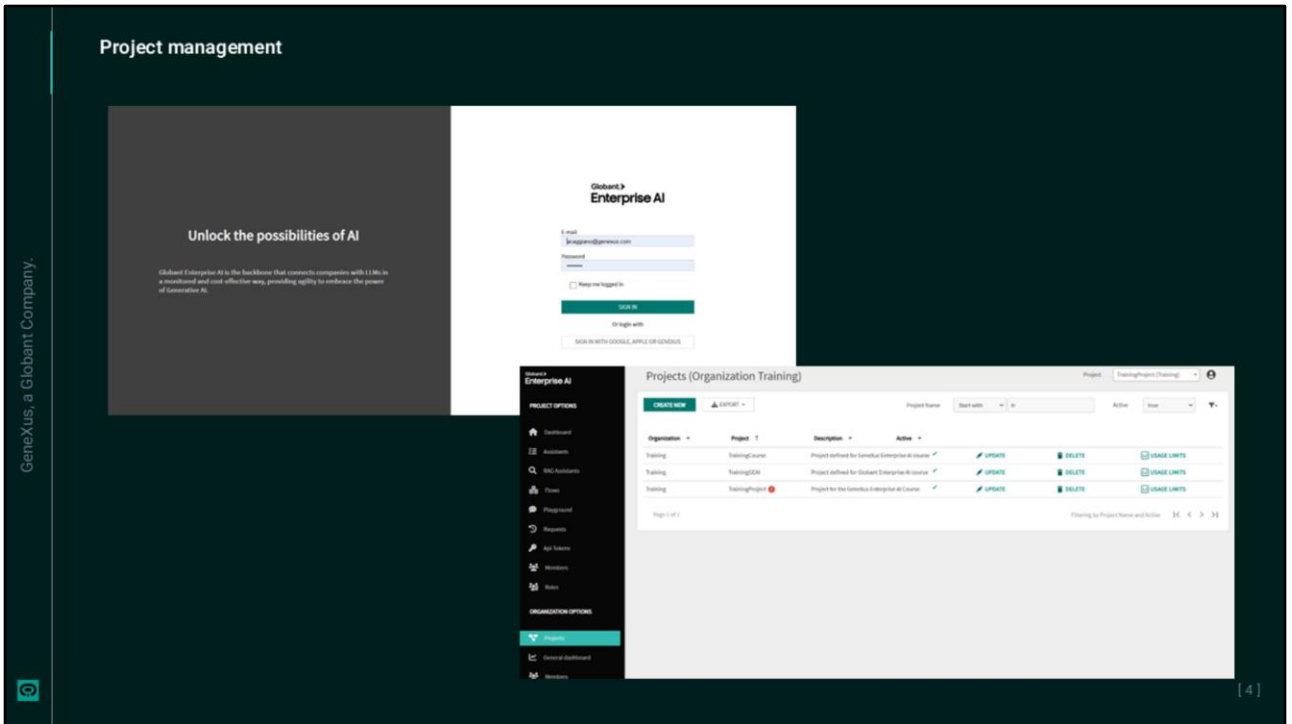 Project management
GeneXus, a Globant Company.
Unlock the possibilities of AI
Globant Enterprise AI is the backbone that connects companies with LLMs in
a monitored and cost-effective way, providing agility to embrace the power
of Generative AI.
Globant
Enterprise AI
E-mail
@genexus.com
Password
Keep me logged in
SIGN IN
Or login with
SIGN IN WITH GOOGLE, APPLE OR GENEXUS
Globant
Enterprise AI
PROJECT OPTIONS
Dashboard
Assistants
RAG Assistants
Flows
Playground
Requests
Api Tokens
Members
Roles
ORGANIZATION OPTIONS
Projects
General dashboard
Members
Projects (Organization Training)
Project TrainingProject (Training)
CREATE NEW EXPORT Project Name Start with Active true
Organization Project Description Active
Training TrainingCourse Project defined for GeneXus Enterprise AI course UPDATE DELETE USAGE LIMITS
Training TrainingGEAI Project defined for Globant Enterprise AI course UPDATE DELETE USAGE LIMITS
Training TrainingProject Project for the GeneXus Enterprise AI Course UPDATE DELETE USAGE LIMITS
Page 1 of 1 Filtering by Project Name and Active
[ 4 ]